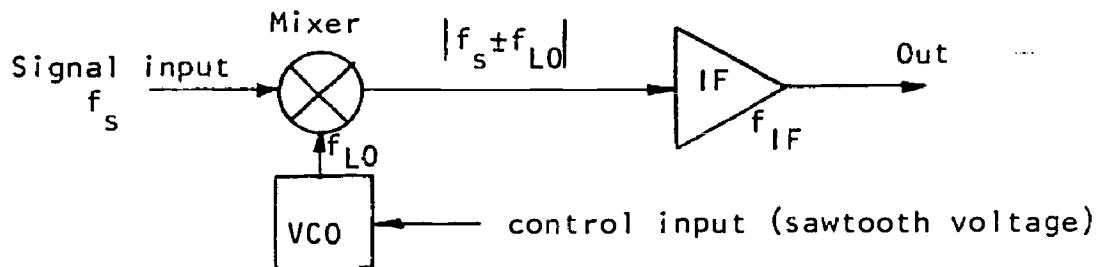 Mixer
|f_s±f_LO|
Signal input
f_s
IF
f_IF
Out
f_LO
VCO
control input (sawtooth voltage)